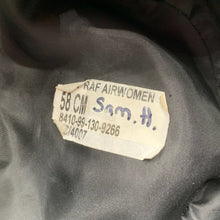 RAF AIRWOMEN
58 CM Sam. H.
8410-99-130-9266
D/4007